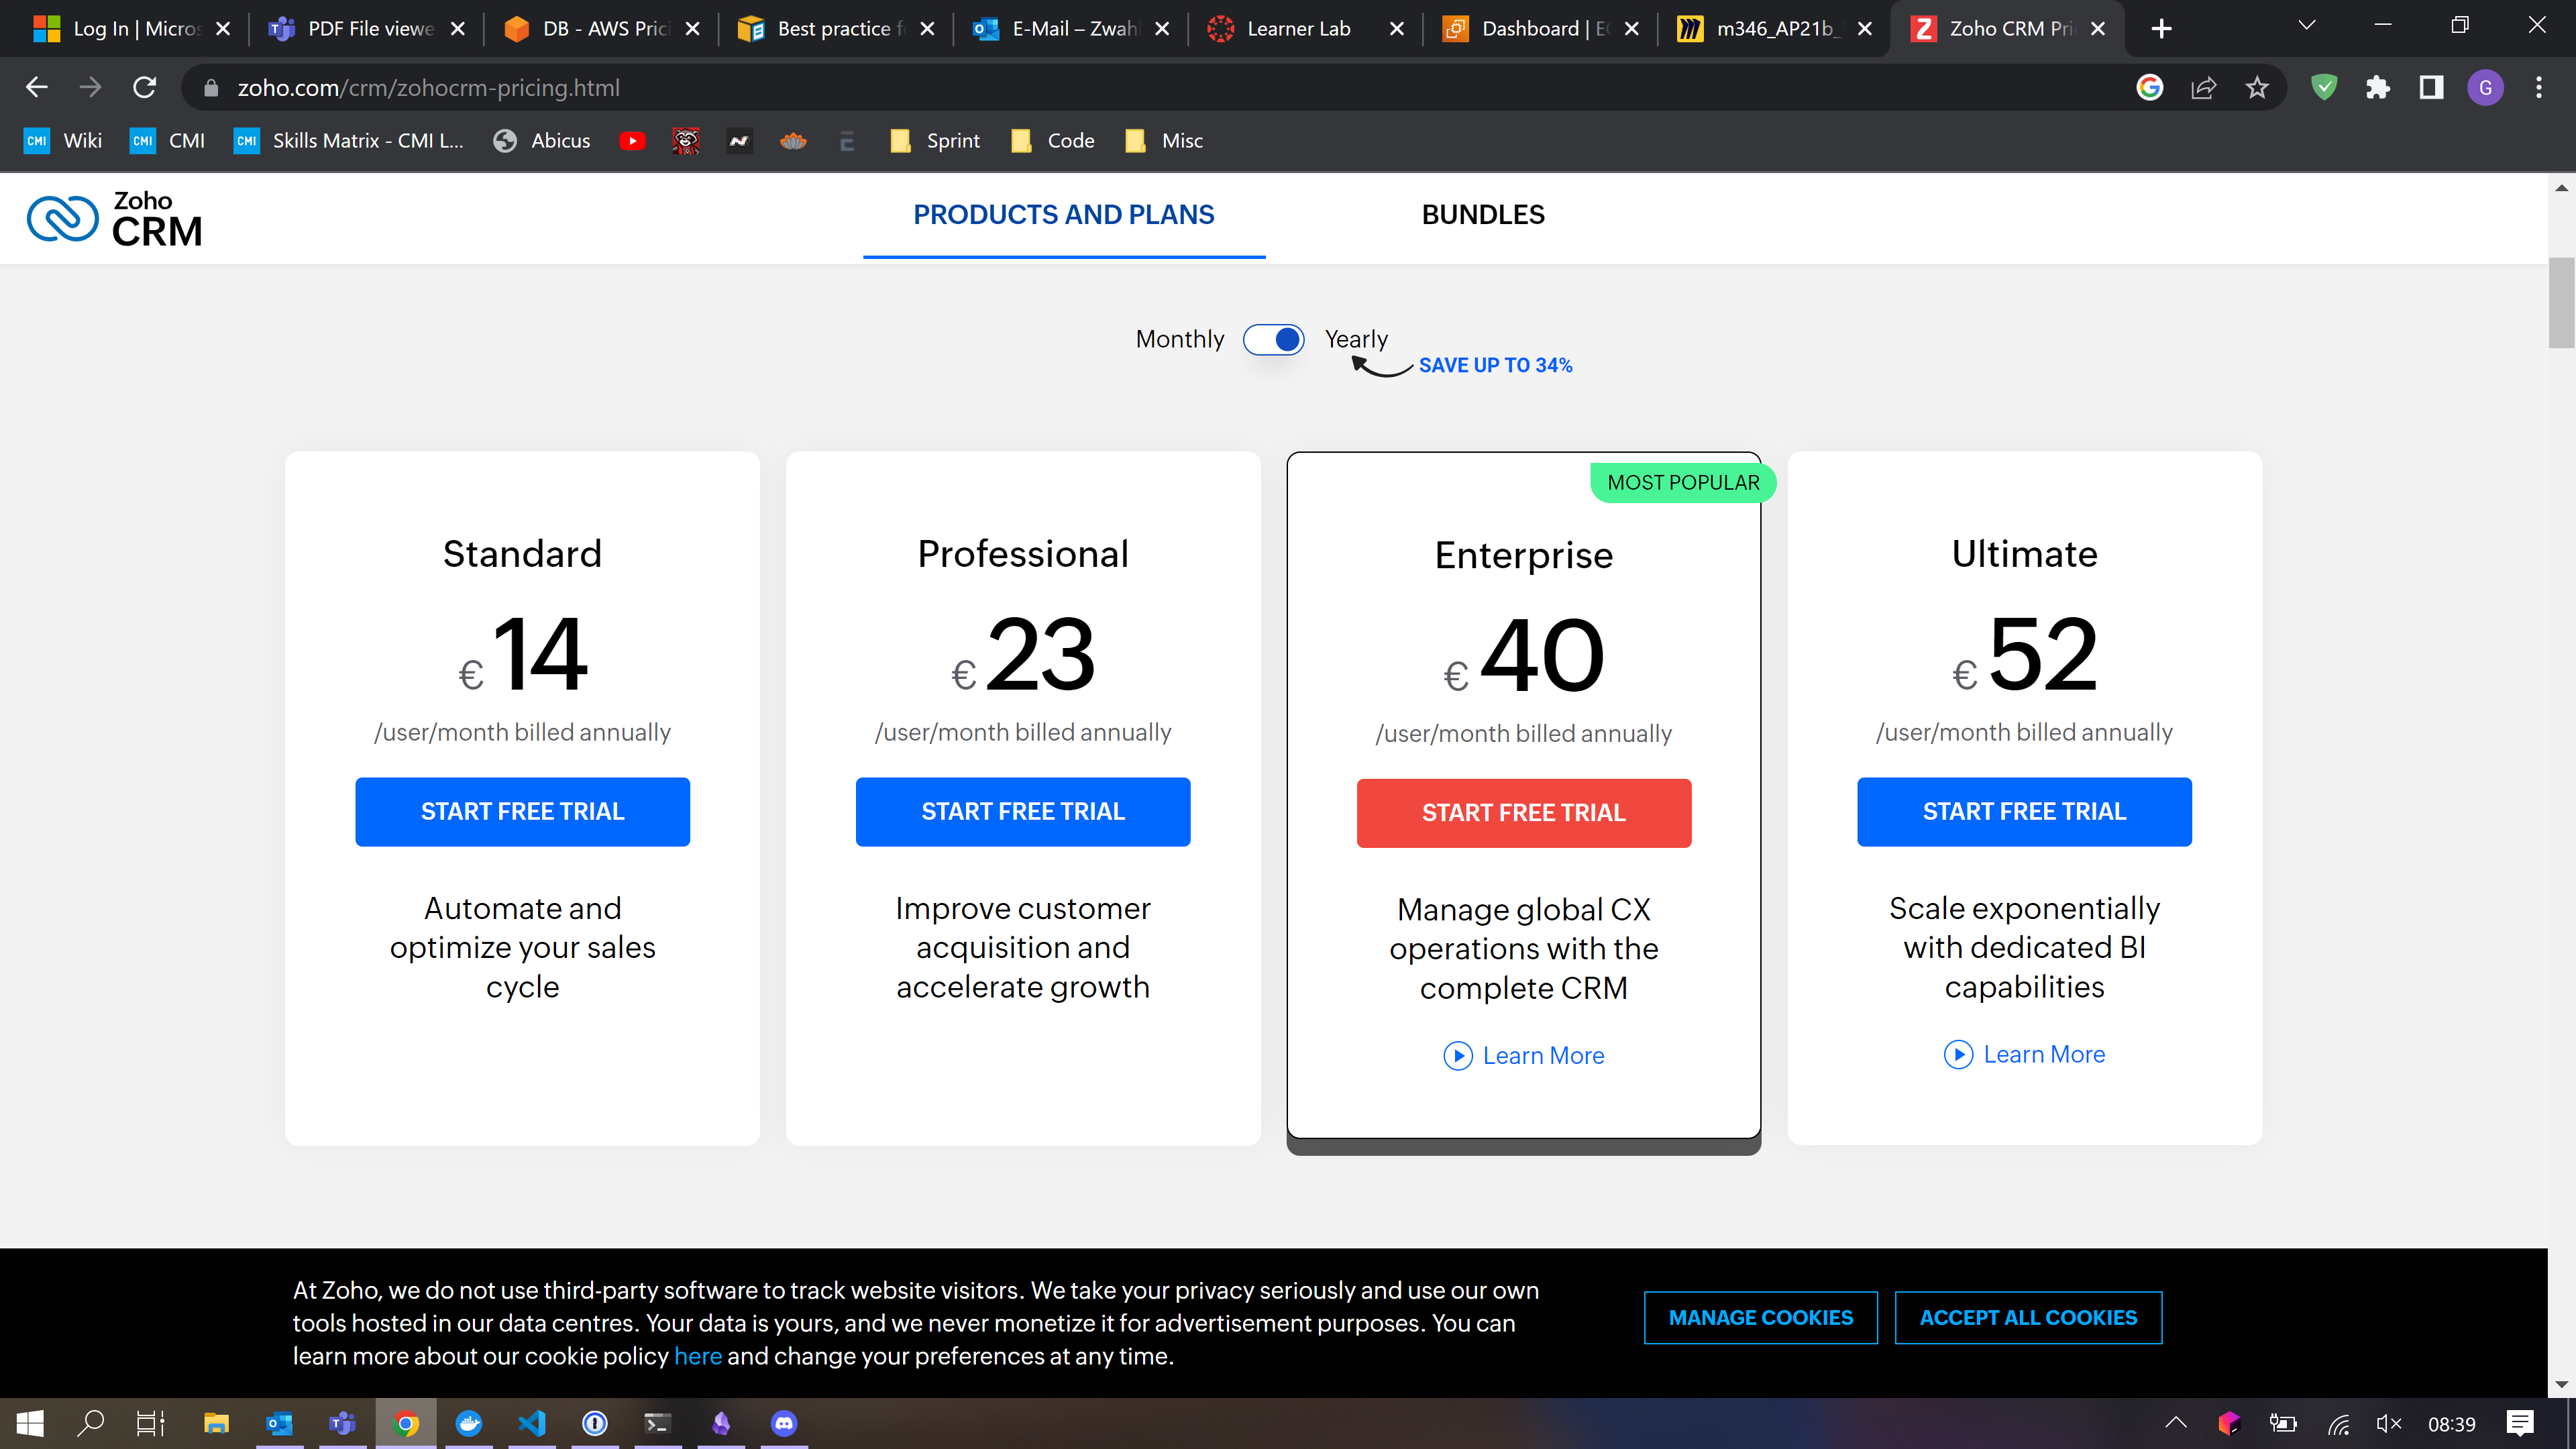 Log In | Micros
PDF File viewe
DB - AWS Prici
Best practice f
E-Mail – Zwahl
Learner Lab
Dashboard | EC
m346_AP21b_
Zoho CRM Pri
zoho.com/crm/zohocrm-pricing.html
G
CMI Wiki
CMI CMI
CMI Skills Matrix - CMI L...
Abicus
Sprint
Code
Misc
Zoho
CRM
PRODUCTS AND PLANS
BUNDLES
Monthly
Yearly
SAVE UP TO 34%
Standard
€ 14
/user/month billed annually
START FREE TRIAL
Automate and
optimize your sales
cycle
Professional
€ 23
/user/month billed annually
START FREE TRIAL
Improve customer
acquisition and
accelerate growth
MOST POPULAR
Enterprise
€ 40
/user/month billed annually
START FREE TRIAL
Manage global CX
operations with the
complete CRM
Learn More
Ultimate
€ 52
/user/month billed annually
START FREE TRIAL
Scale exponentially
with dedicated BI
capabilities
Learn More
At Zoho, we do not use third-party software to track website visitors. We take your privacy seriously and use our own
tools hosted in our data centres. Your data is yours, and we never monetize it for advertisement purposes. You can
learn more about our cookie policy here and change your preferences at any time.
MANAGE COOKIES
ACCEPT ALL COOKIES
08:39